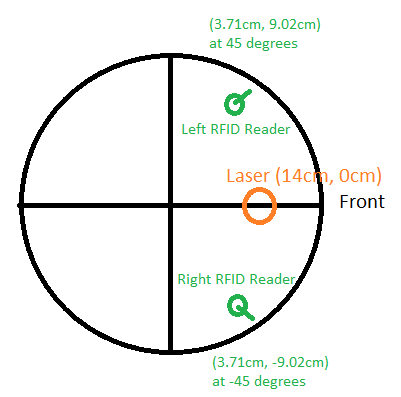 (3.71cm, 9.02cm)
at 45 degrees
Left RFID Reader
Laser (14cm, 0cm)
Front
Right RFID Reader
(3.71cm, -9.02cm)
at -45 degrees